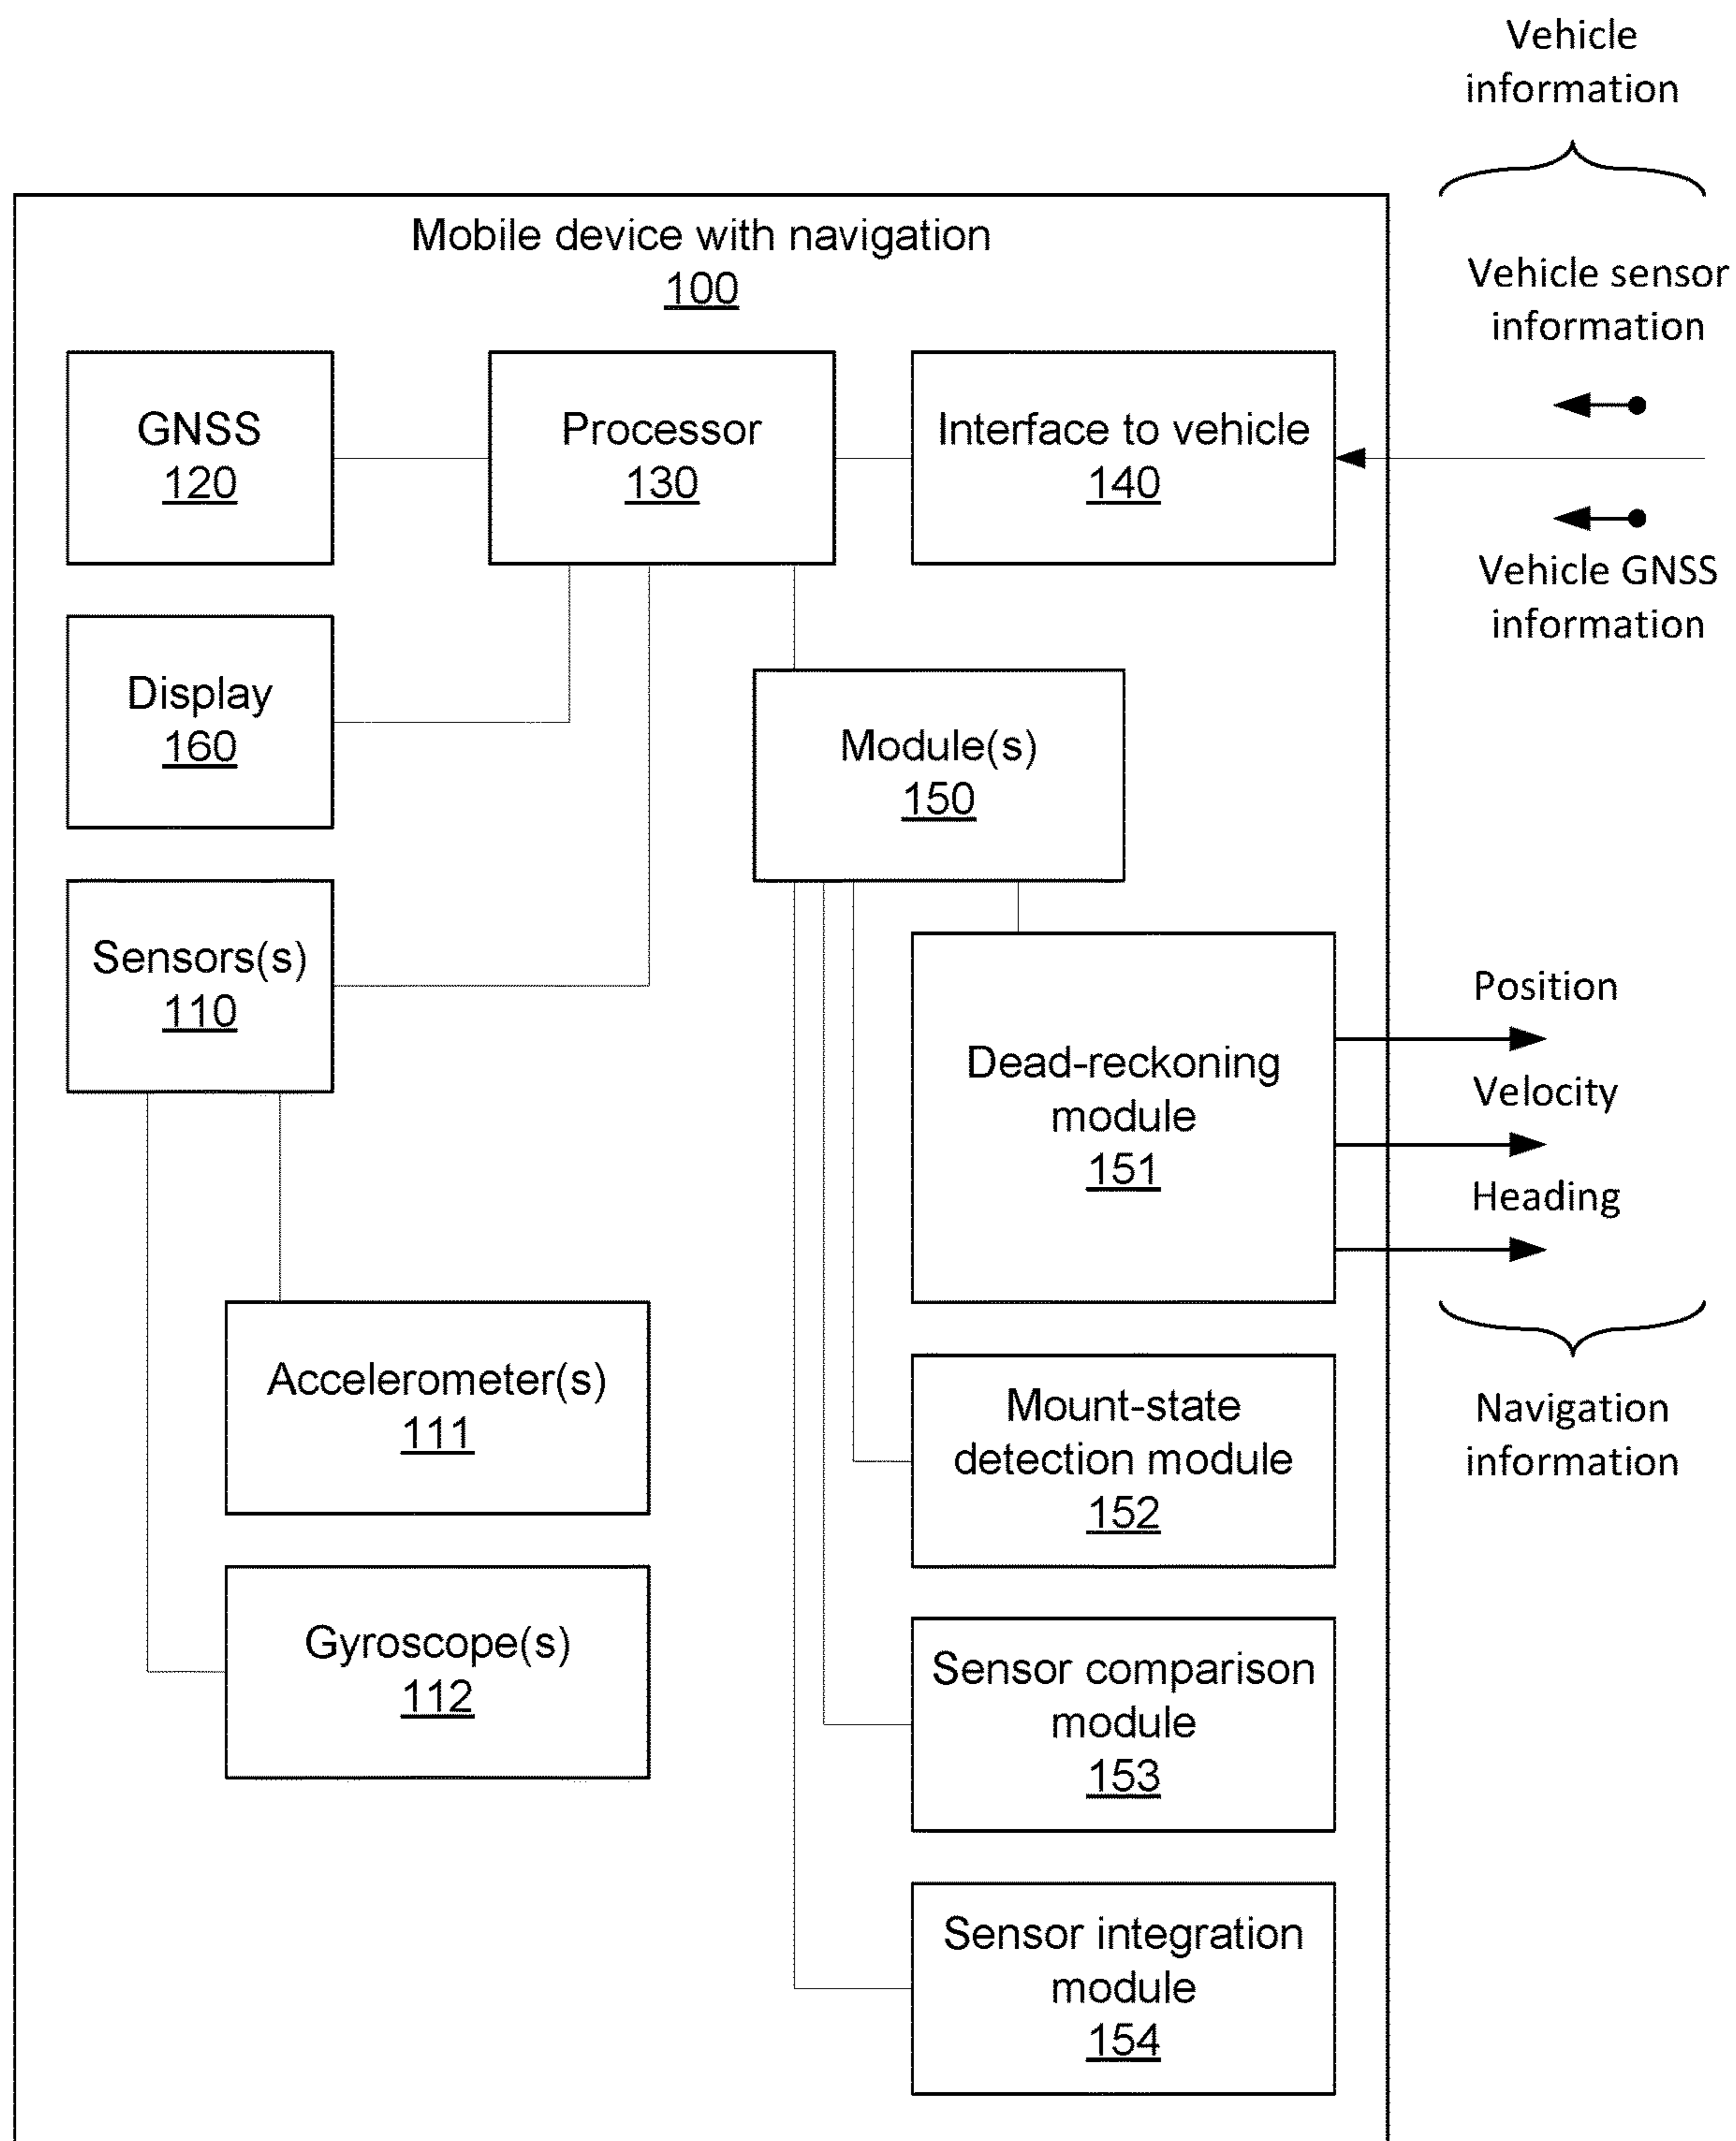 Vehicle
information
Mobile device with navigation
100
Vehicle sensor
information
GNSS
120
Processor
130
Interface to vehicle
140
Vehicle GNSS
information
Display
160
Module(s)
150
Sensors(s)
110
Dead-reckoning
module
151
Position
Velocity
Heading
Accelerometer(s)
111
Mount-state
detection module
152
Navigation
information
Gyroscope(s)
112
Sensor comparison
module
153
Sensor integration
module
154